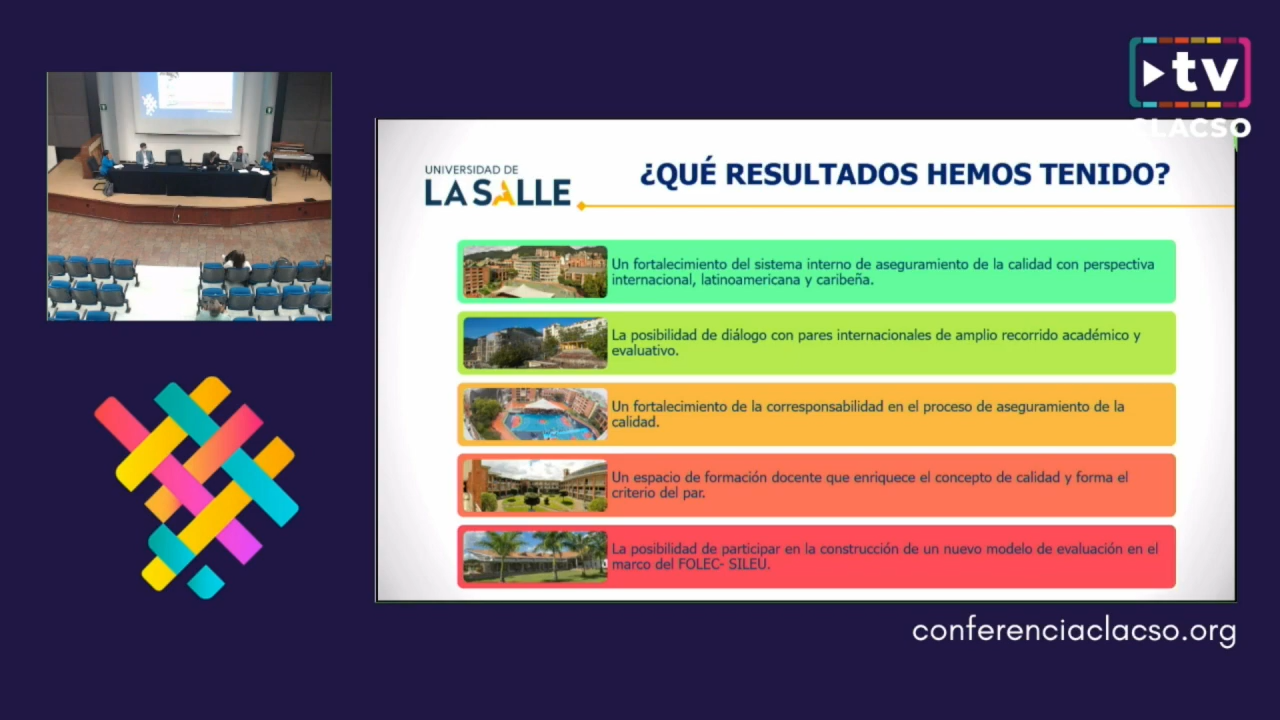 tv
CLACSO
UNIVERSIDAD DE
LA SALLE
¿QUÉ RESULTADOS HEMOS TENIDO?
Un fortalecimiento del sistema interno de aseguramiento de la calidad con perspectiva
internacional, latinoamericana y caribeña.
La posibilidad de diálogo con pares internacionales de amplio recorrido académico y
evaluativo.
Un fortalecimiento de la corresponsabilidad en el proceso de aseguramiento de la
calidad.
Un espacio de formación docente que enriquece el concepto de calidad y forma el
criterio del par.
La posibilidad de participar en la construcción de un nuevo modelo de evaluación en el
marco del FOLEC- SILEU.
conferenciaclacso.org